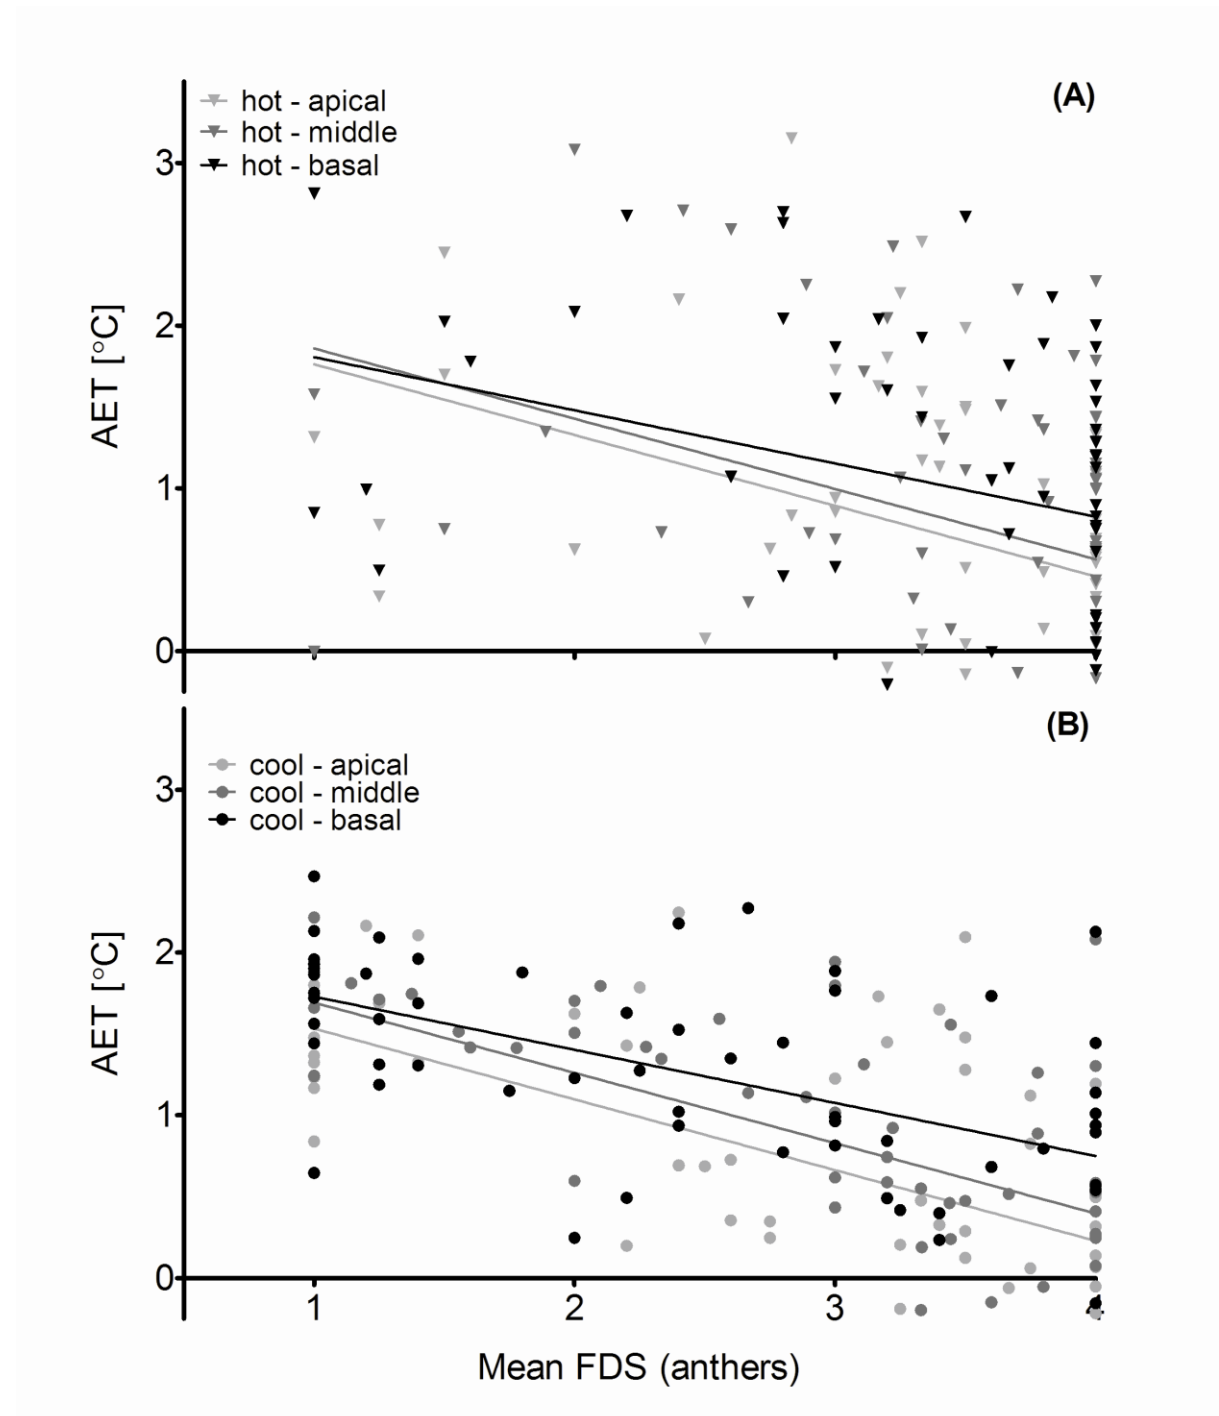 (A)
hot - apical
hot - middle
hot - basal
3
2
1
0
AET [°C]
(B)
cool - apical
cool - middle
cool - basal
3
2
1
0
AET [°C]
1 2 3 4
Mean FDS (anthers)